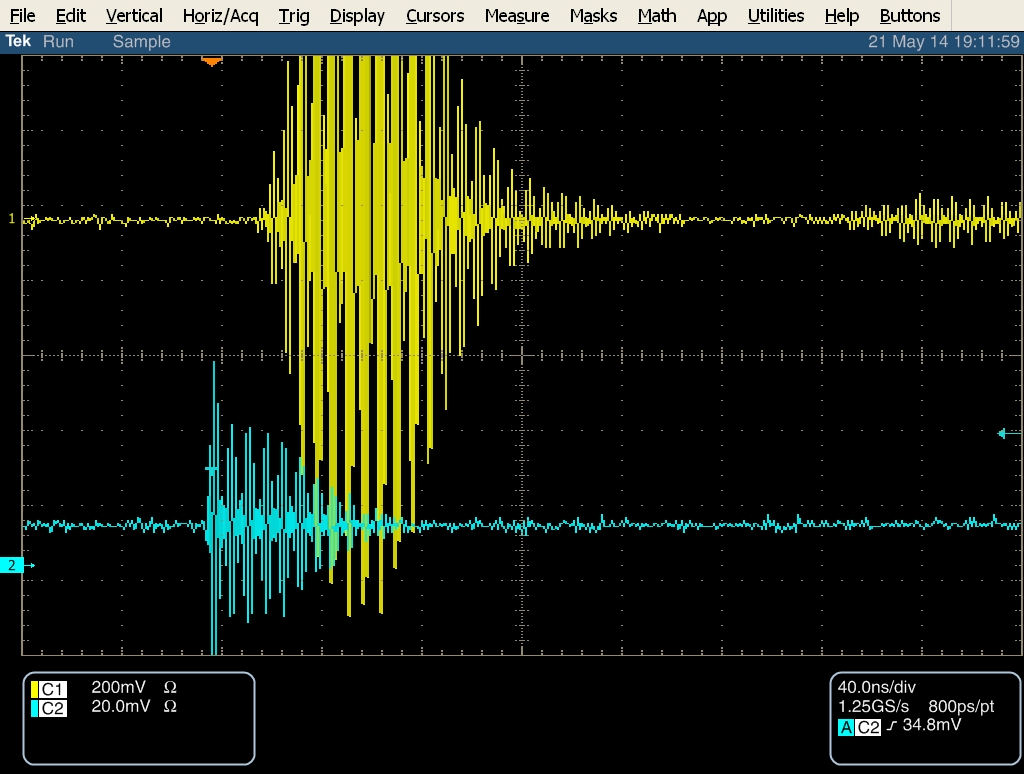 File Edit Vertical Horiz/Acq Trig Display Cursors Measure Masks Math App Utilities Help Buttons
Tek Run Sample 21 May 14 19:11:59
1
2
C1 200mV Ω
C2 20.0mV Ω
40.0ns/div
1.25GS/s 800ps/pt
A C2 34.8mV